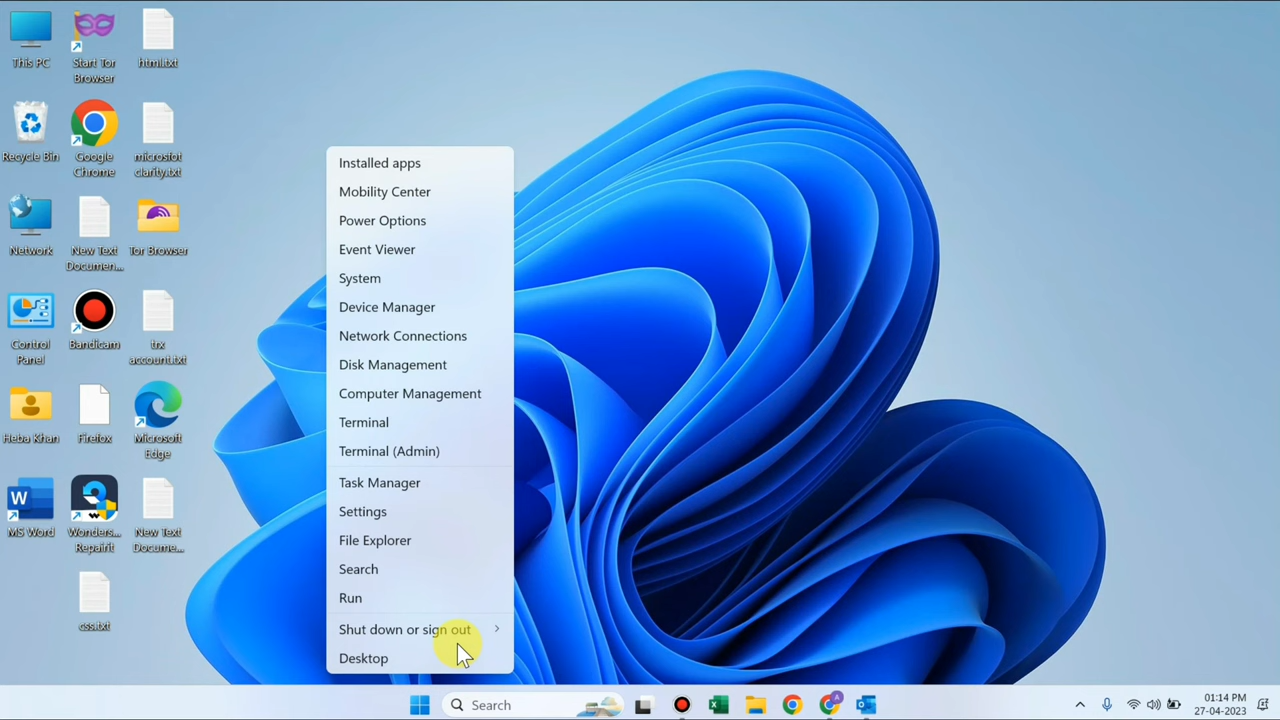 This PC
Start Tor
Browser
html.txt
Recycle Bin
Google
Chrome
microsfot
clarity.txt
Network
New Text
Documen...
Tor Browser
Control
Panel
Bandicam
trx
account.txt
Heba Khan
Firefox
Microsoft
Edge
MS Word
Wonders...
Repairit
New Text
Docume...
css.txt
Installed apps
Mobility Center
Power Options
Event Viewer
System
Device Manager
Network Connections
Disk Management
Computer Management
Terminal
Terminal (Admin)
Task Manager
Settings
File Explorer
Search
Run
Shut down or sign out
Desktop
Search
01:14 PM
27-04-2023